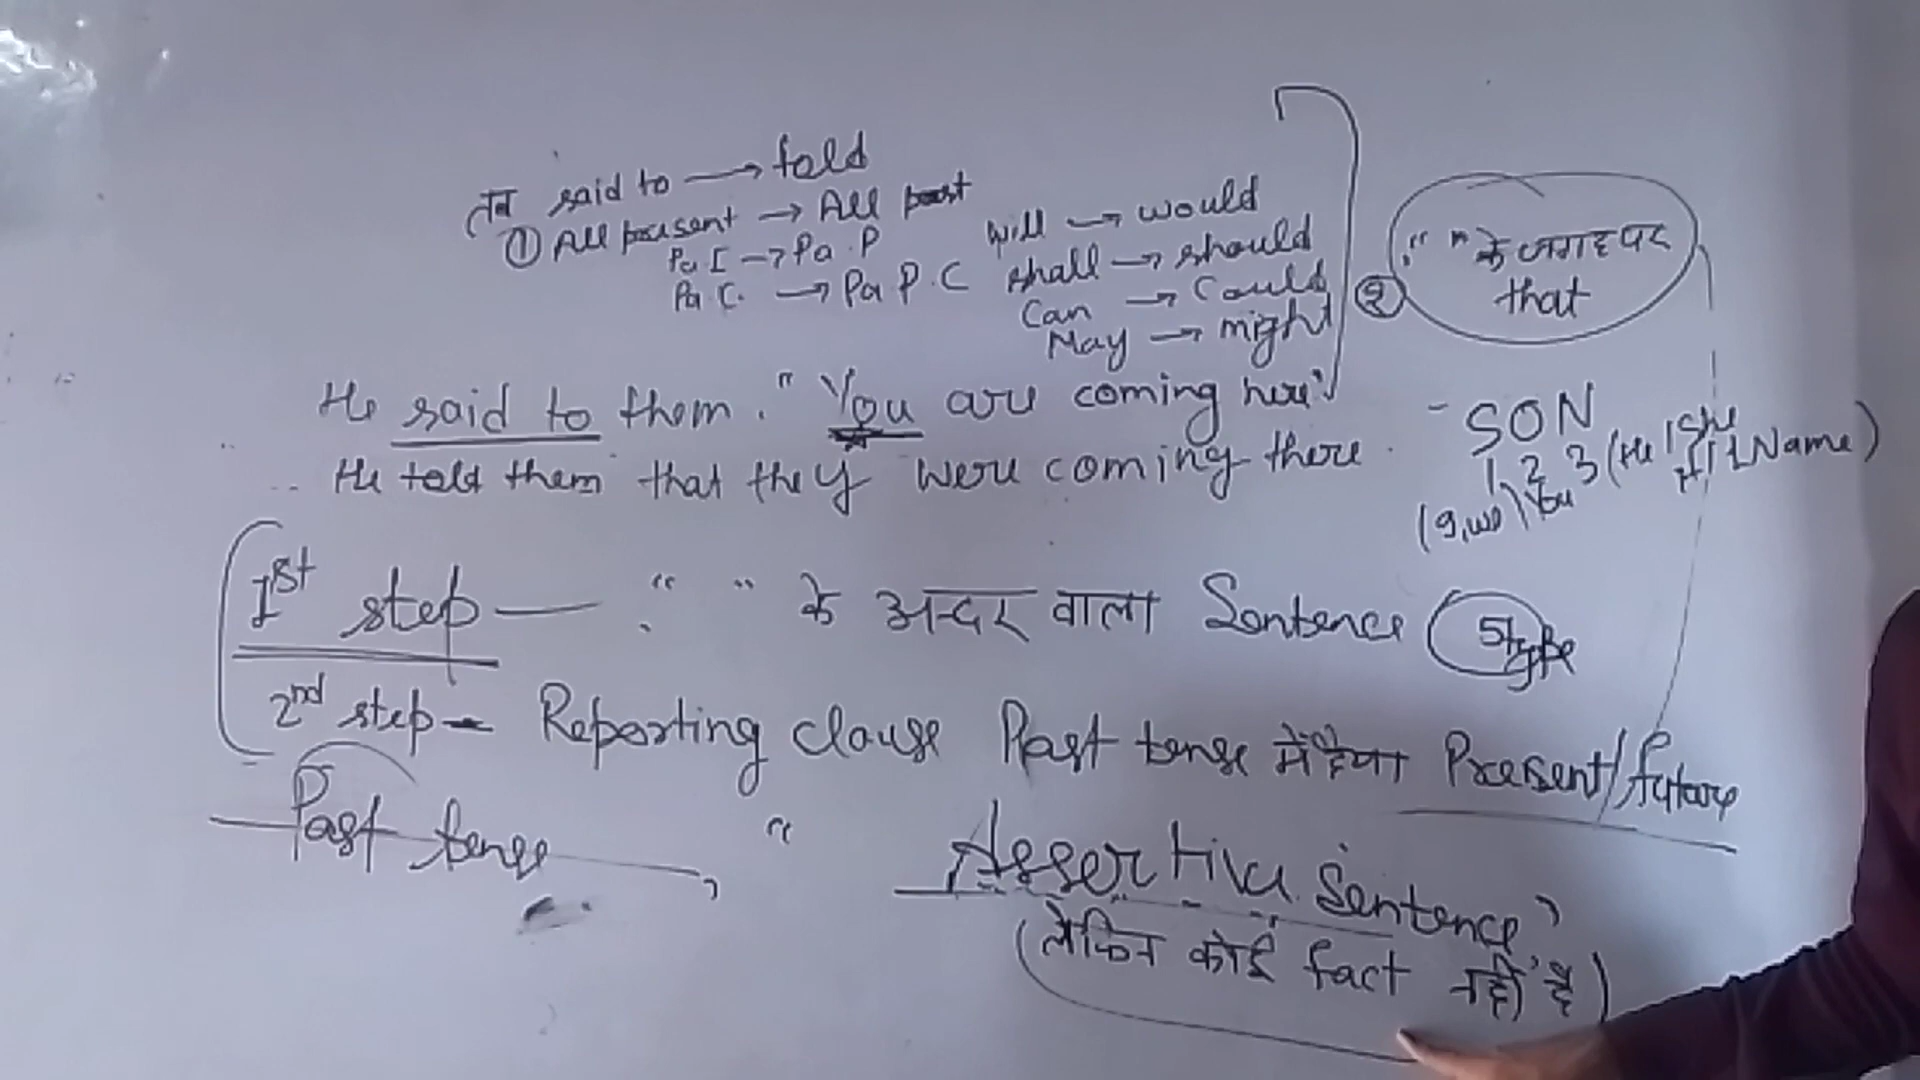 तब said to → told
① All present → All past
Pa I → Pa. P
Pa C. → Pa P. C
will → would
shall → should
Can → Could
May → might
② " " के जगह पर
that
He said to them. "You are coming here"
He told them that they were coming there.
- SON
1, 2 3 (He / She
it / 1 Name)
(I, we) You
1st step — " " के अन्दर वाला Sentence 5 type
2nd step - Reporting clause Past tense में है या Present/future
Past tense, " Assertive Sentence"
(लेकिन कोई fact नहीं है)